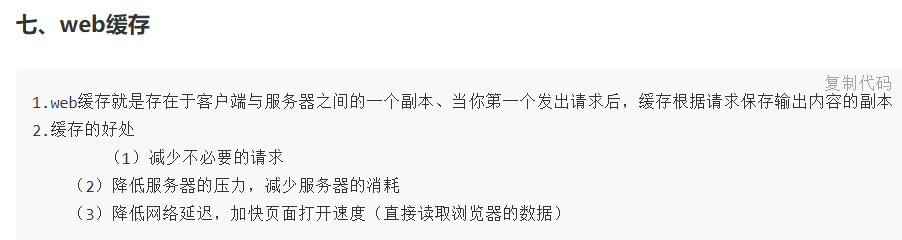 七、web缓存
复制代码
1.web缓存就是存在于客户端与服务器之间的一个副本、当你第一个发出请求后，缓存根据请求保存输出内容的副本
2.缓存的好处
（1）减少不必要的请求
（2）降低服务器的压力，减少服务器的消耗
（3）降低网络延迟，加快页面打开速度（直接读取浏览器的数据）